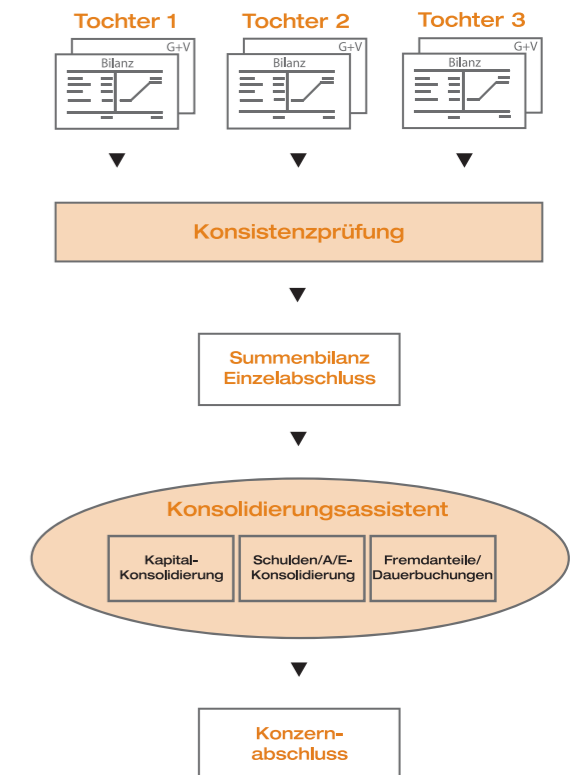 Tochter 1 Tochter 2 Tochter 3
G+V G+V G+V
Bilanz Bilanz Bilanz
Konsistenzprüfung
Summenbilanz
Einzelabschluss
Konsolidierungsassistent
Kapital-
Konsolidierung
Schulden/A/E-
Konsolidierung
Fremdanteile/
Dauerbuchungen
Konzern-
abschluss